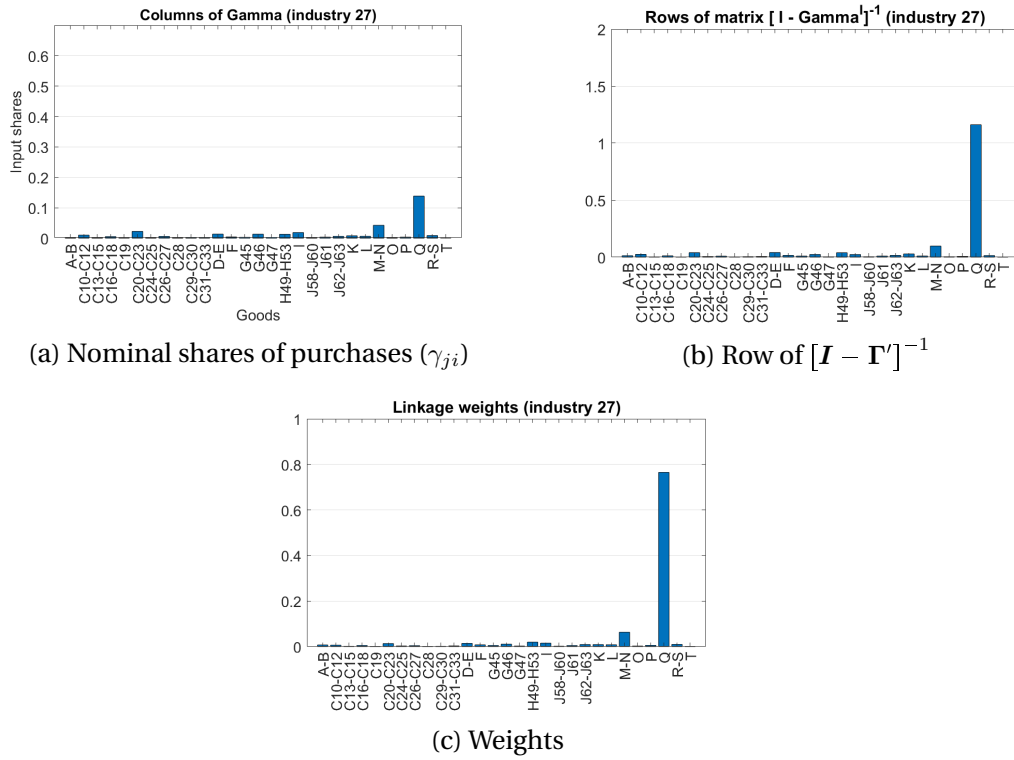 Columns of Gamma (industry 27)
Input shares
0.6
0.5
0.4
0.3
0.2
0.1
0
A-B
C10-C12
C13-C15
C16-C18
C19
C20-C23
C24-C25
C26-C27
C28
C29-C30
C31-C33
D-E
F
G45
G46
G47
H49-H53
I
J58-J60
J61
J62-J63
K
L
M-N
O
P
Q
R-S
T
Goods
(a) Nominal shares of purchases (γji)
Rows of matrix [ I - Gamma^I]^-1 (industry 27)
2
1.5
1
0.5
0
A-B
C10-C12
C13-C15
C16-C18
C19
C20-C23
C24-C25
C26-C27
C28
C29-C30
C31-C33
D-E
F
G45
G46
G47
H49-H53
I
J58-J60
J61
J62-J63
K
L
M-N
O
P
Q
R-S
T
(b) Row of [I − Γ′]^−1
Linkage weights (industry 27)
1
0.8
0.6
0.4
0.2
0
A-B
C10-C12
C13-C15
C16-C18
C19
C20-C23
C24-C25
C26-C27
C28
C29-C30
C31-C33
D-E
F
G45
G46
G47
H49-H53
I
J58-J60
J61
J62-J63
K
L
M-N
O
P
Q
R-S
T
(c) Weights